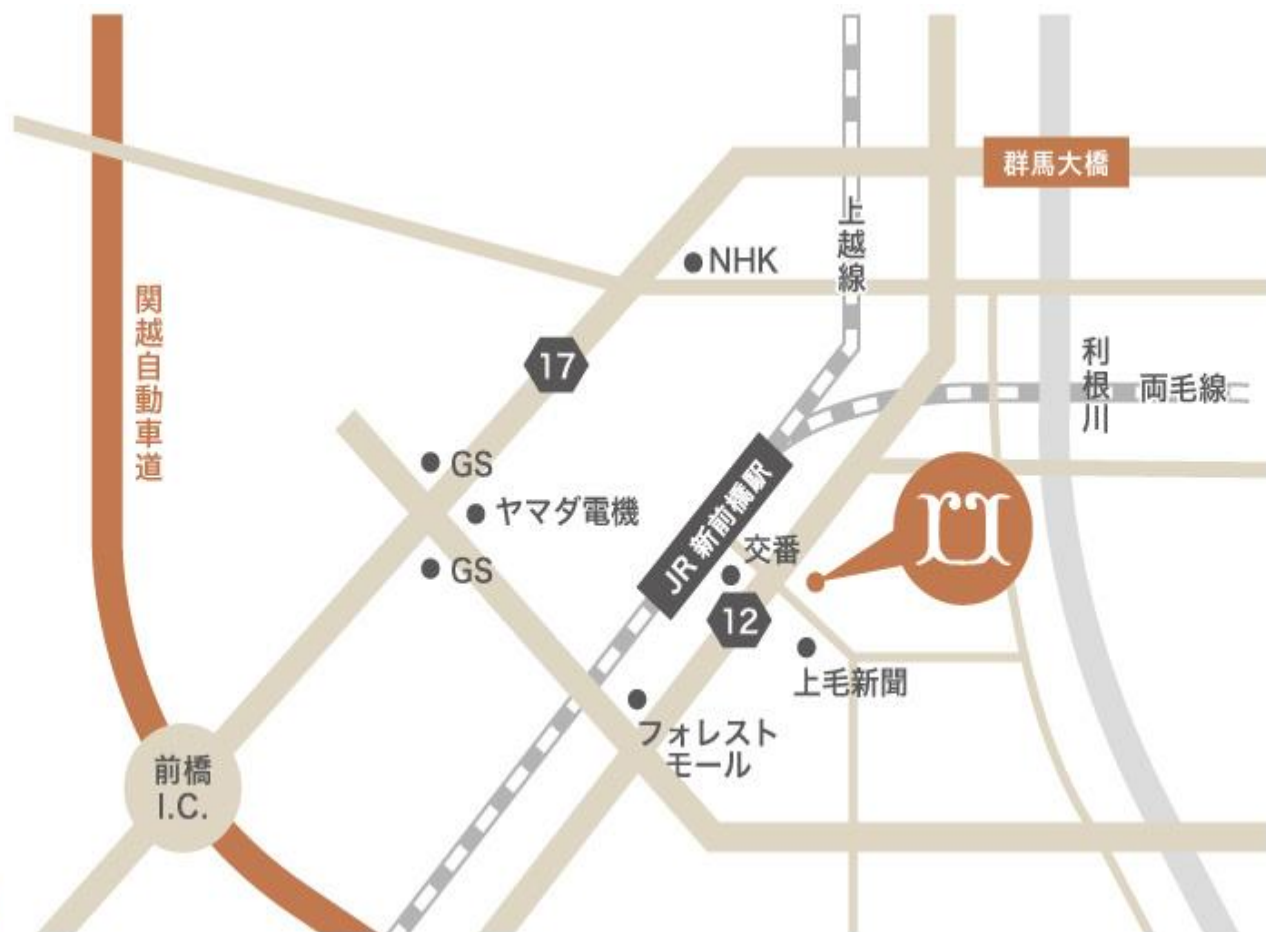 群馬大橋
上越線
NHK
関越自動車道
17
利根川
両毛線
GS
ヤマダ電機
JR 新前橋駅
交番
GS
12
上毛新聞
フォレスト
モール
前橋
I.C.